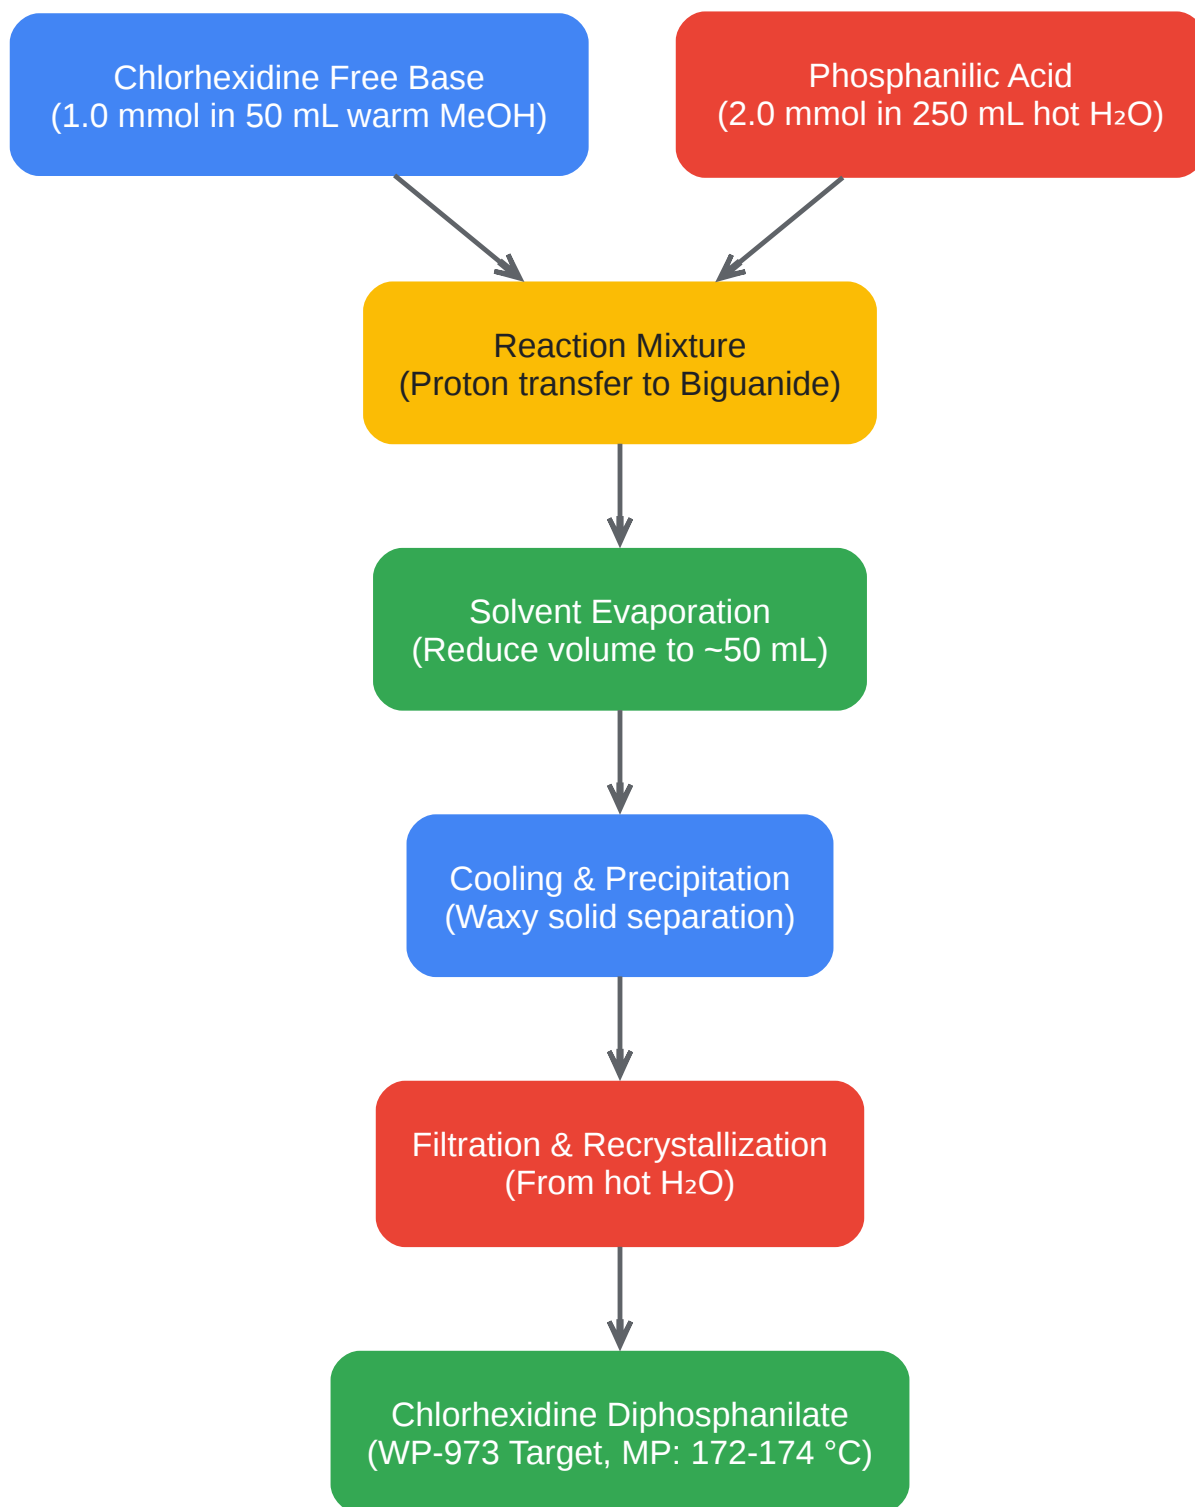 Chlorhexidine Free Base
(1.0 mmol in 50 mL warm MeOH)
Phosphanilic Acid
(2.0 mmol in 250 mL hot H₂O)
Reaction Mixture
(Proton transfer to Biguanide)
Solvent Evaporation
(Reduce volume to ~50 mL)
Cooling & Precipitation
(Waxy solid separation)
Filtration & Recrystallization
(From hot H₂O)
Chlorhexidine Diphosphanilate
(WP-973 Target, MP: 172-174 °C)